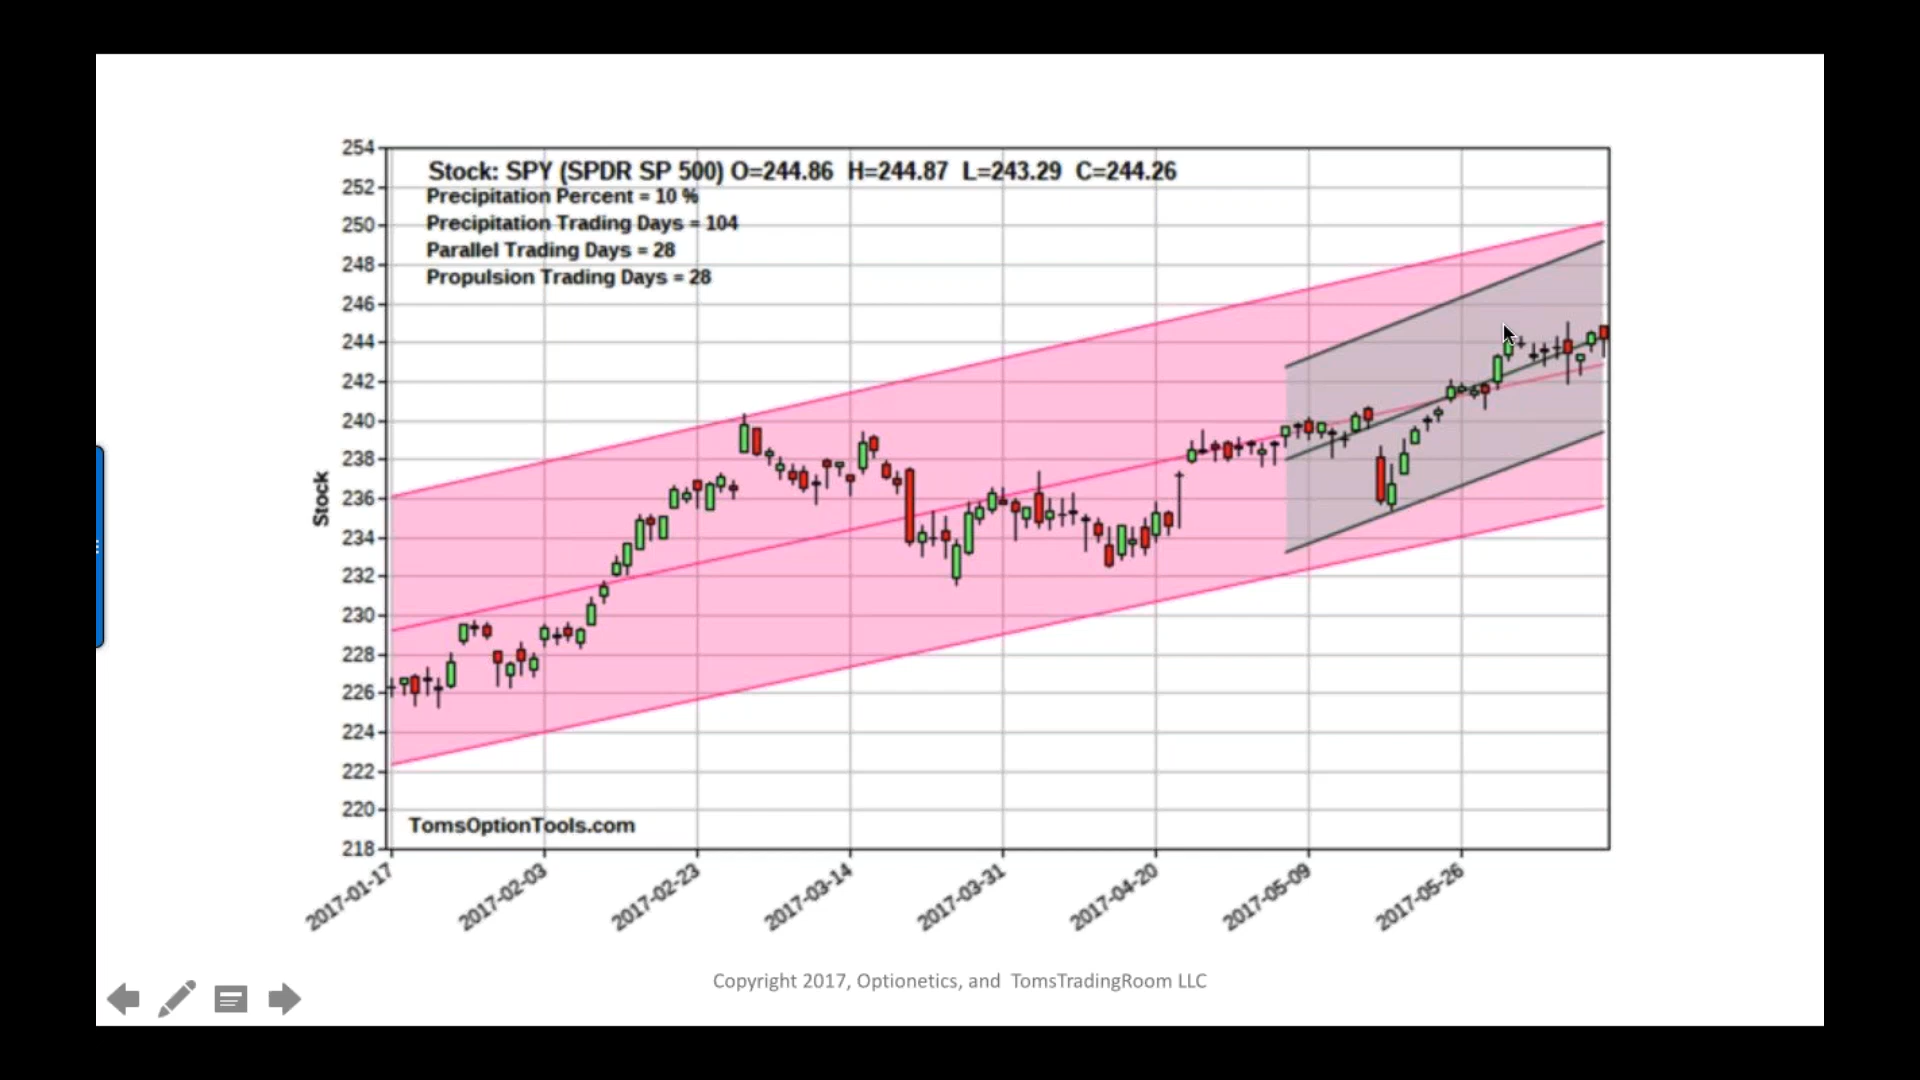 254
Stock: SPY (SPDR SP 500) O=244.86 H=244.87 L=243.29 C=244.26
252
Precipitation Percent = 10 %
250
Precipitation Trading Days = 104
Parallel Trading Days = 28
248
Propulsion Trading Days = 28
246
244
242
240
238
236
234
232
230
228
226
224
222
220
218
Stock
TomsOptionTools.com
2017-01-17 2017-02-03 2017-02-23 2017-03-14 2017-03-31 2017-04-20 2017-05-09 2017-05-26
Copyright 2017, Optionetics, and TomsTradingRoom LLC